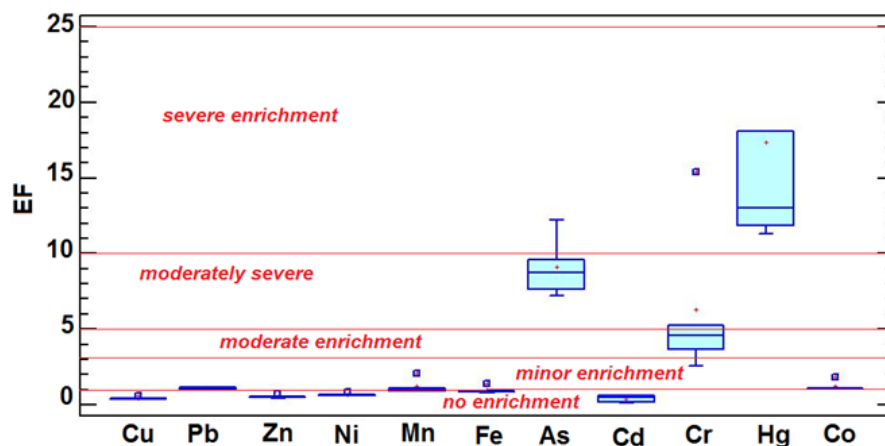 25
severe enrichment
20
EF
15
10
moderately severe
5
moderate enrichment
minor enrichment
0
no enrichment
Cu Pb Zn Ni Mn Fe As Cd Cr Hg Co